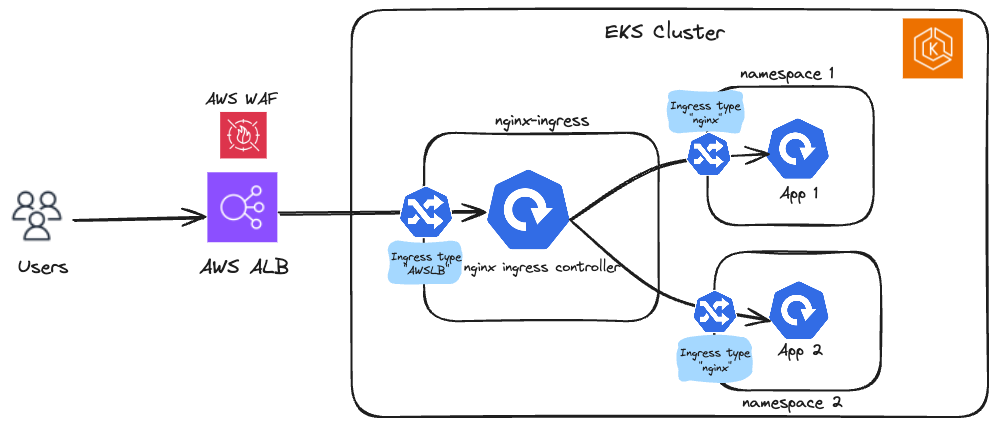 EKS Cluster
K
namespace 1
AWS WAF
Ingress type
"nginx"
nginx-ingress
App 1
Users
AWS ALB
Ingress type
"AWSLB"
nginx ingress controller
App 2
Ingress type
"nginx"
namespace 2